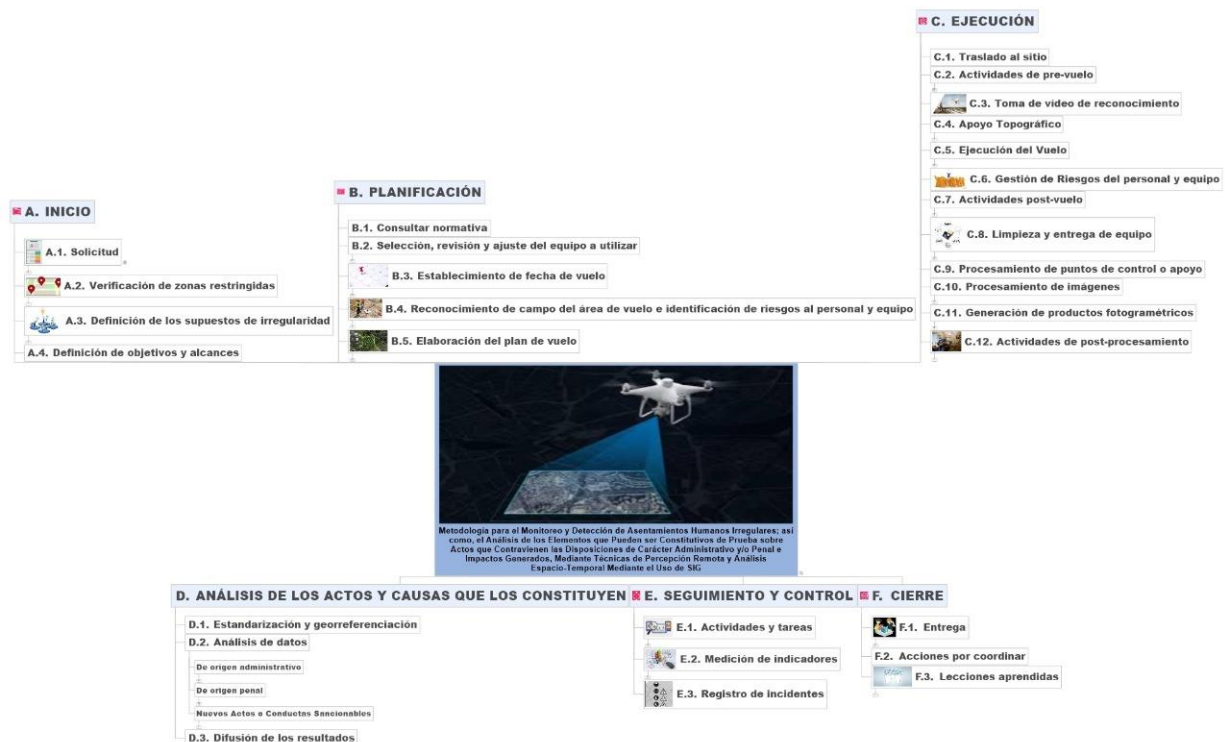 A. INICIO
A.1. Solicitud
A.2. Verificación de zonas restringidas
A.3. Definición de los supuestos de irregularidad
A.4. Definición de objetivos y alcances
B. PLANIFICACIÓN
B.1. Consultar normativa
B.2. Selección, revisión y ajuste del equipo a utilizar
B.3. Establecimiento de fecha de vuelo
B.4. Reconocimiento de campo del área de vuelo e identificación de riesgos al personal y equipo
B.5. Elaboración del plan de vuelo
C. EJECUCIÓN
C.1. Traslado al sitio
C.2. Actividades de pre-vuelo
C.3. Toma de vídeo de reconocimiento
C.4. Apoyo Topográfico
C.5. Ejecución del Vuelo
C.6. Gestión de Riesgos del personal y equipo
C.7. Actividades post-vuelo
C.8. Limpieza y entrega de equipo
C.9. Procesamiento de puntos de control o apoyo
C.10. Procesamiento de imágenes
C.11. Generación de productos fotogramétricos
C.12. Actividades de post-procesamiento
Metodología para el Monitoreo y Detección de Asentamientos Humanos Irregulares; así
como, el Análisis de los Elementos que Pueden ser Constitutivos de Prueba sobre
Actos que Contravienen las Disposiciones de Carácter Administrativo y/o Penal e
Impactos Generados, Mediante Técnicas de Percepción Remota y Análisis
Espacio-Temporal Mediante el Uso de SIG
D. ANÁLISIS DE LOS ACTOS Y CAUSAS QUE LOS CONSTITUYEN
D.1. Estandarización y georreferenciación
D.2. Análisis de datos
De origen administrativo
De origen penal
Nuevos Actos o Conductas Sancionables
D.3. Difusión de los resultados
E. SEGUIMIENTO Y CONTROL
E.1. Actividades y tareas
E.2. Medición de indicadores
E.3. Registro de incidentes
F. CIERRE
F.1. Entrega
F.2. Acciones por coordinar
F.3. Lecciones aprendidas